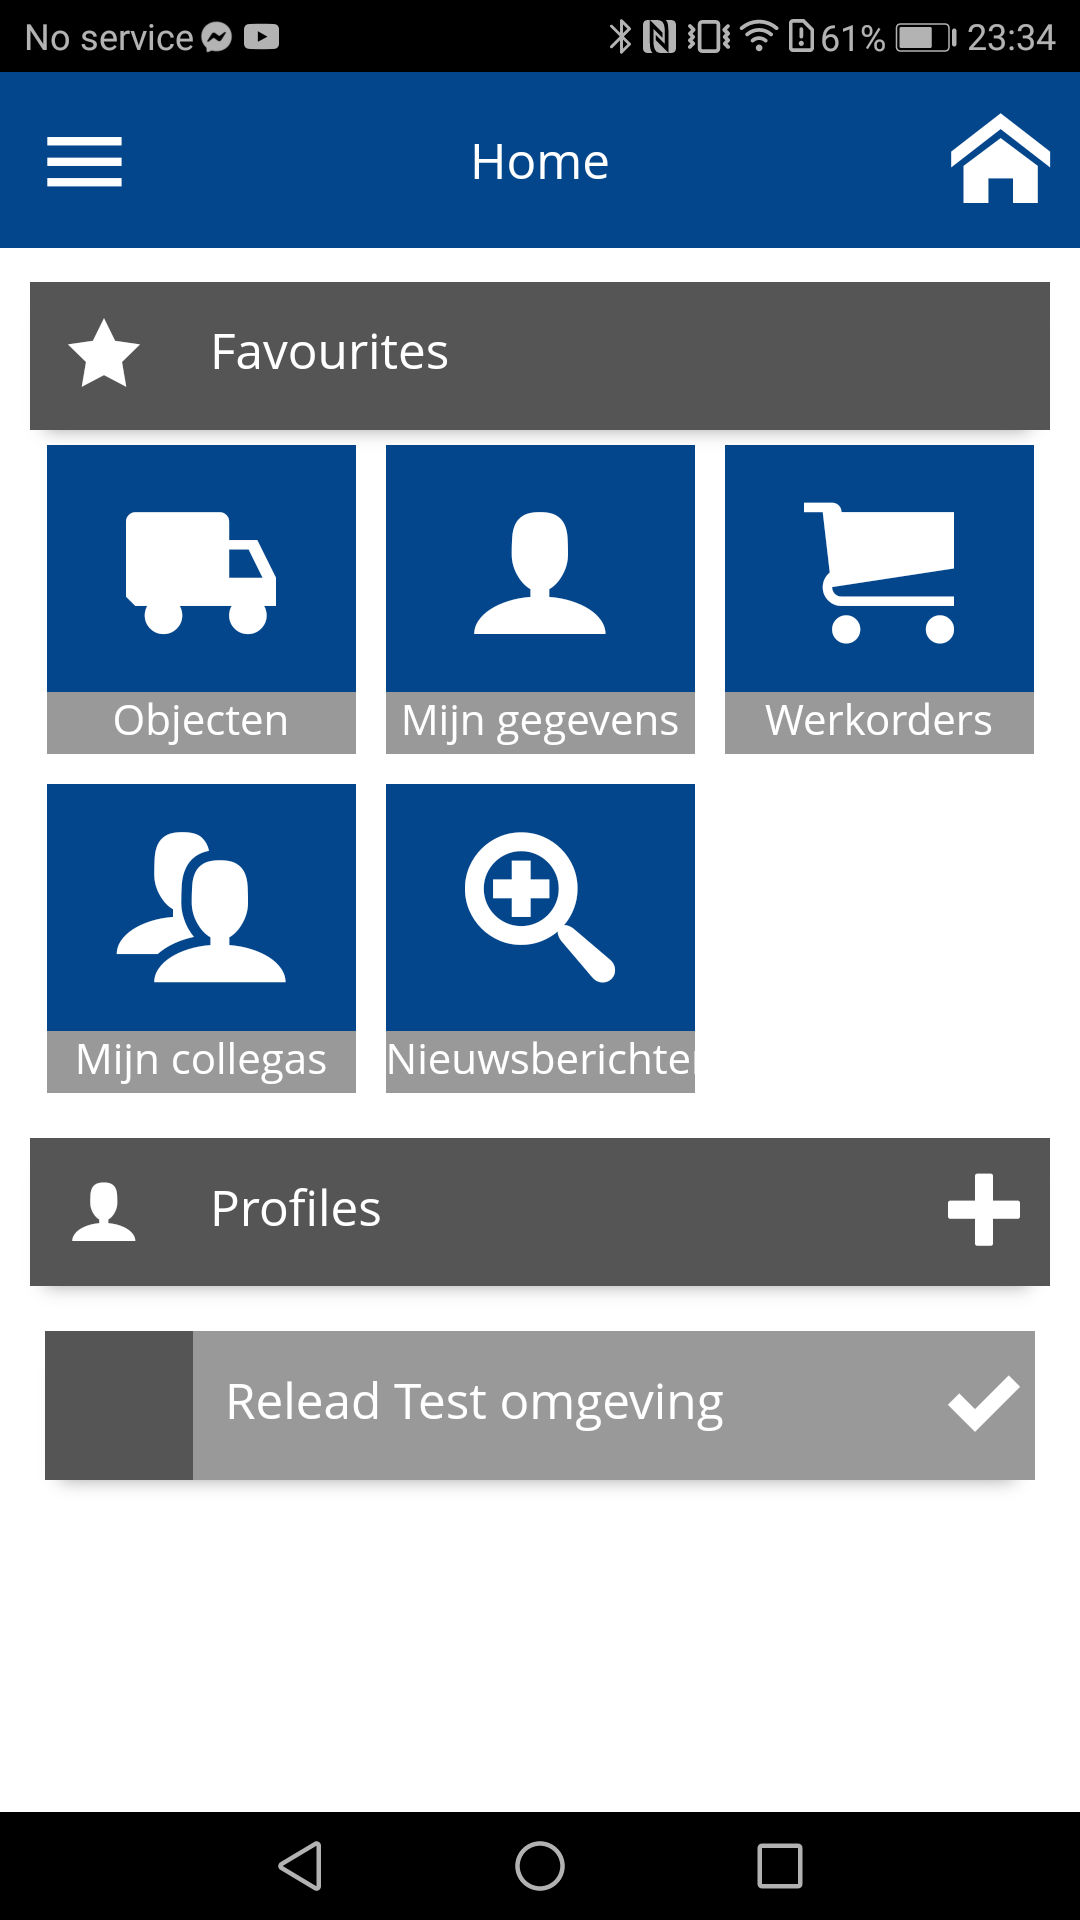 No service 61% 23:34
Home
Favourites
Objecten Mijn gegevens Werkorders
Mijn collegas Nieuwsberichte
Profiles
Relead Test omgeving